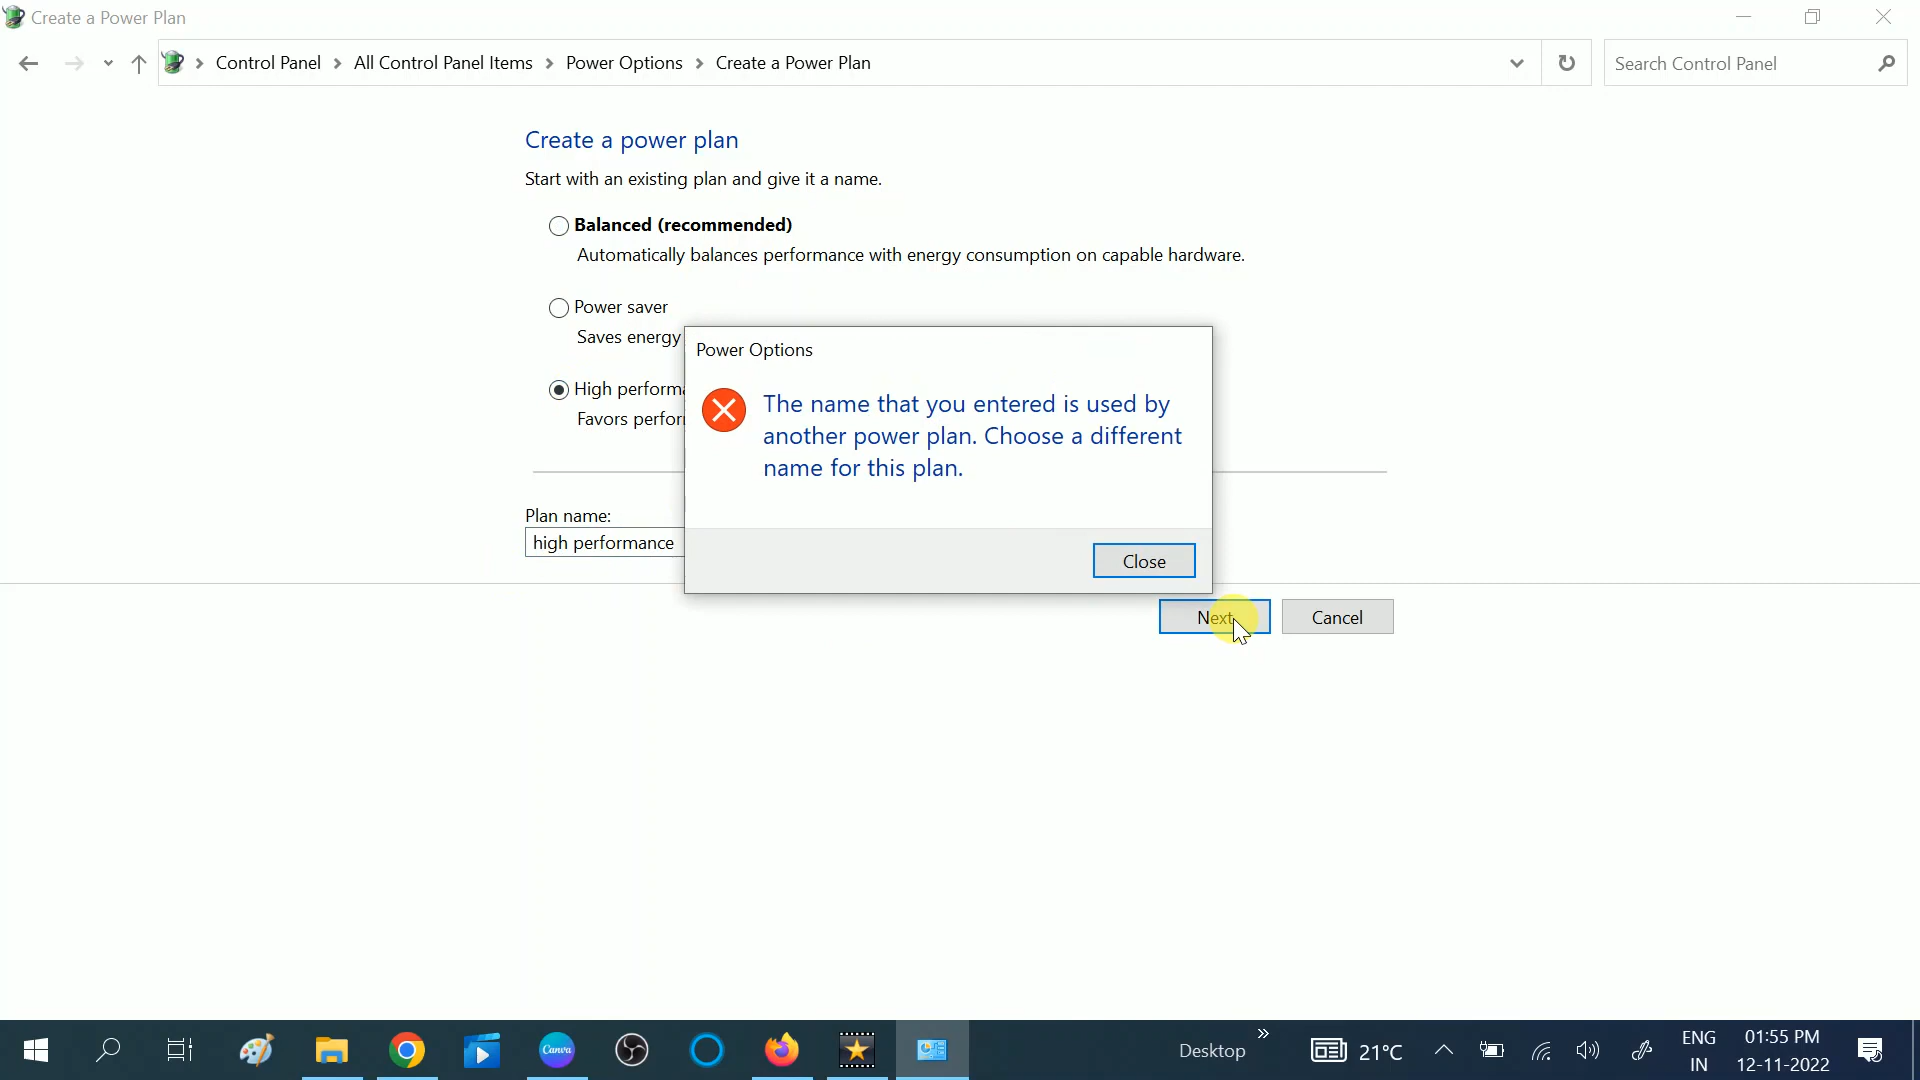 Create a Power Plan
Control Panel > All Control Panel Items > Power Options > Create a Power Plan
Search Control Panel
Create a power plan
Start with an existing plan and give it a name.
Balanced (recommended)
Automatically balances performance with energy consumption on capable hardware.
Power saver
Saves energy
High performa
Favors perfor
Power Options
The name that you entered is used by
another power plan. Choose a different
name for this plan.
Close
Plan name:
high performance
Next
Cancel
Canva
Desktop
»
21°C
ENG
IN
01:55 PM
12-11-2022